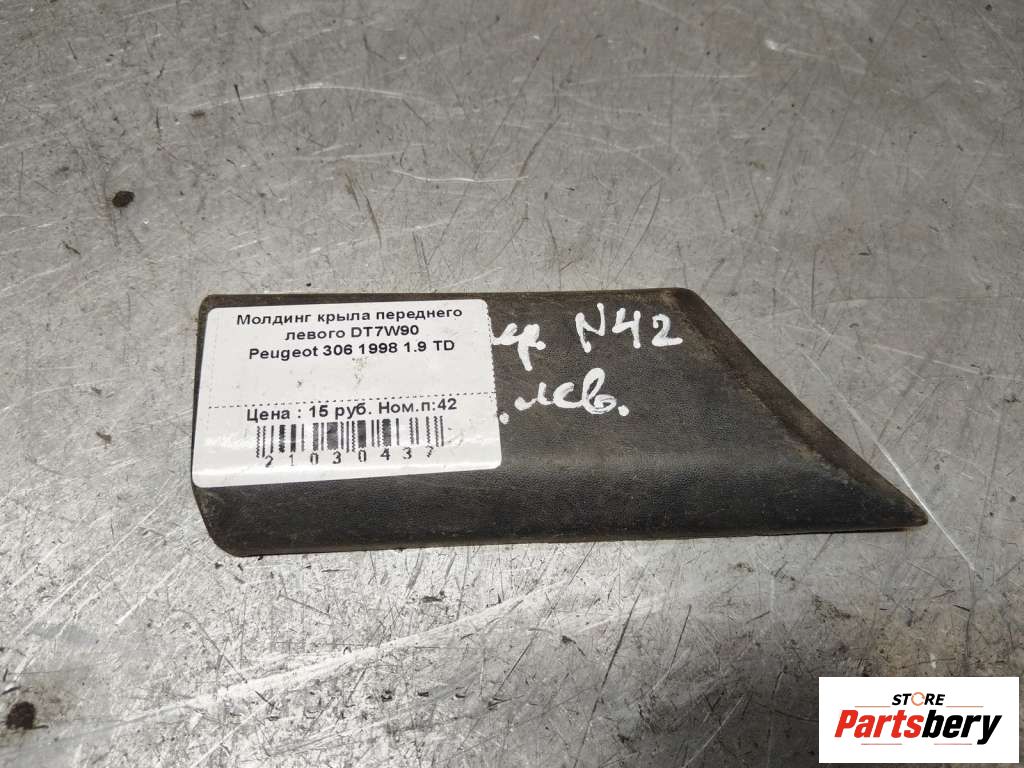 Молдинг крыла переднего
левого DT7W90
Peugeot 306 1998 1.9 TD
Цена : 15 руб. Ном.п:42
21030437
N42
.лев.
STORE
Partsbery